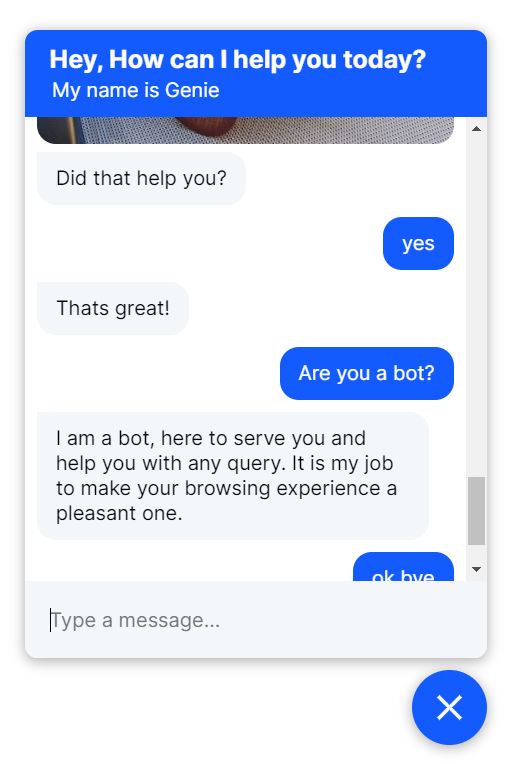 Hey, How can I help you today?
My name is Genie
Did that help you?
yes
Thats great!
Are you a bot?
I am a bot, here to serve you and
help you with any query. It is my job
to make your browsing experience a
pleasant one.
ok bye
Type a message...